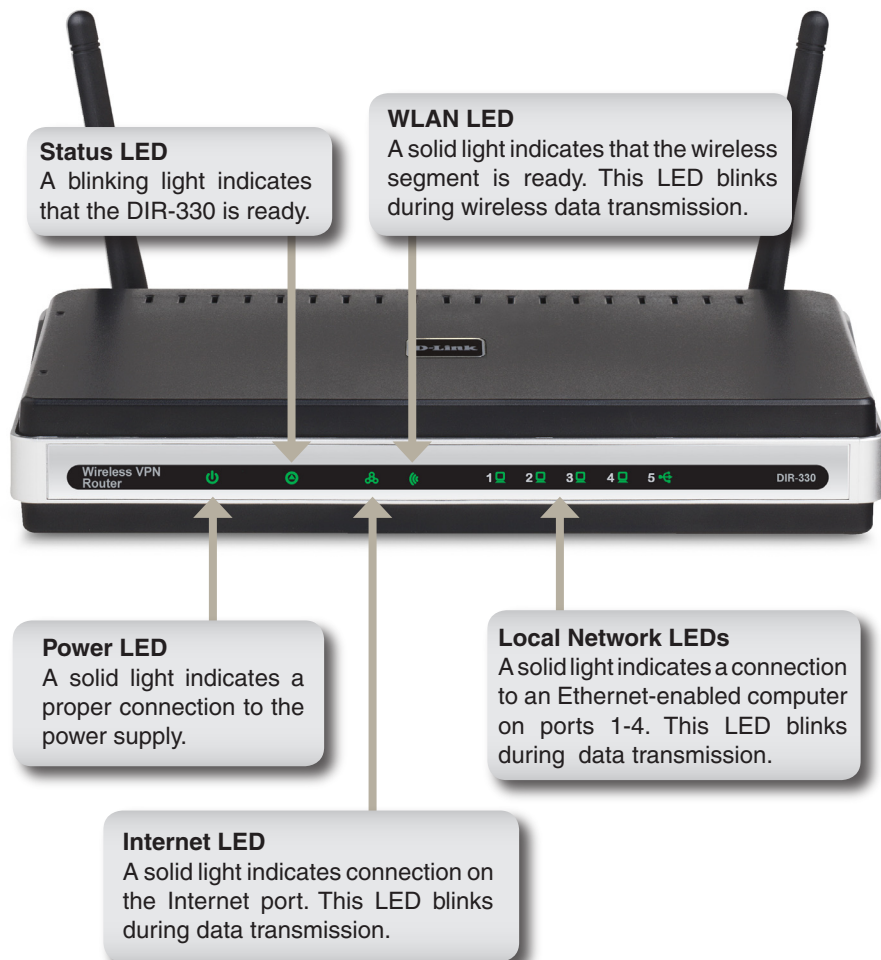 Status LED
A blinking light indicates
that the DIR-330 is ready.
WLAN LED
A solid light indicates that the wireless
segment is ready. This LED blinks
during wireless data transmission.
D-Link
Wireless VPN
Router
1 2 3 4 5
DIR-330
Power LED
A solid light indicates a
proper connection to the
power supply.
Local Network LEDs
A solid light indicates a connection
to an Ethernet-enabled computer
on ports 1-4. This LED blinks
during data transmission.
Internet LED
A solid light indicates connection on
the Internet port. This LED blinks
during data transmission.